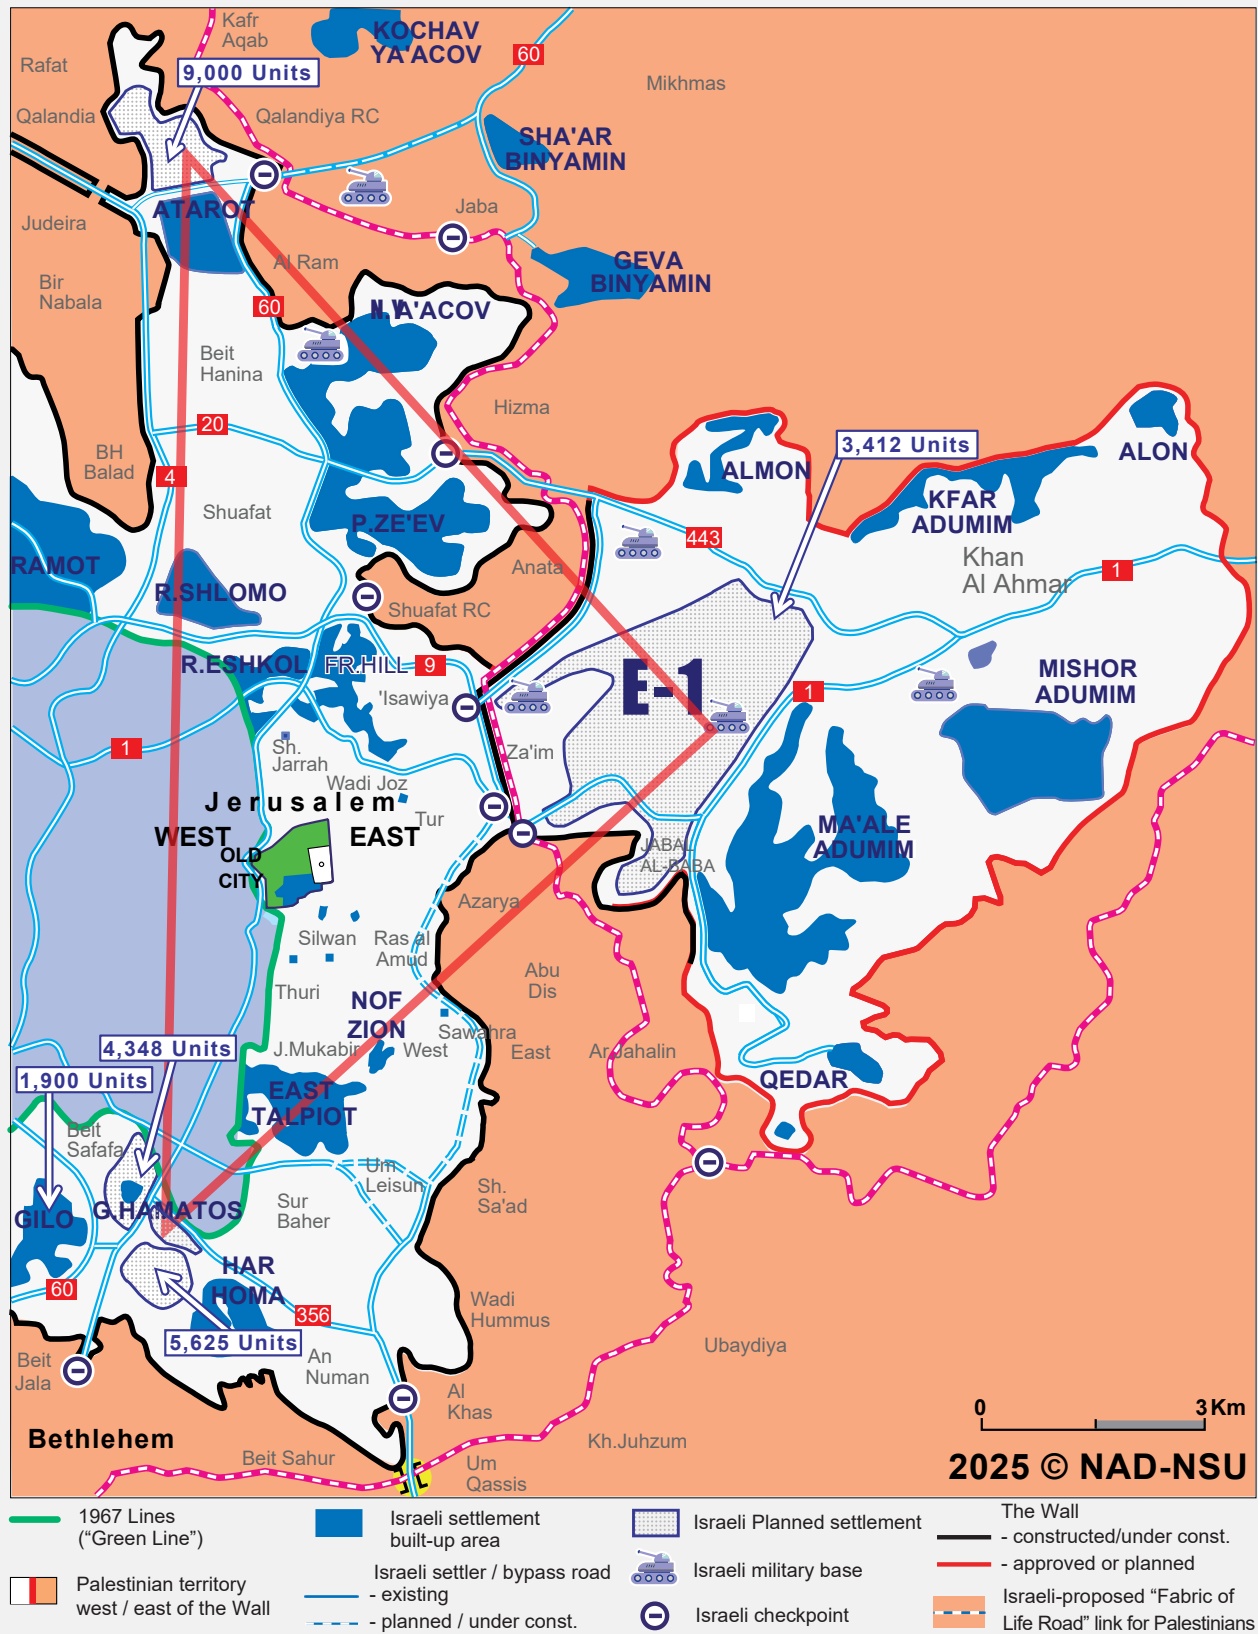 Kafr
Aqab
KOCHAV
YA'ACOV
60
Rafat
9,000 Units
Mikhmas
Qalandia
Qalandiya RC
SHA'AR
BINYAMIN
ATAROT
Jaba
Judeira
Al Ram
GEVA
BINYAMIN
Bir
Nabala
60
N.YA'ACOV
Beit
Hanina
Hizma
20
BH
Balad
4
3,412 Units
ALMON
ALON
KFAR
ADUMIM
Shuafat
P.ZE'EV
443
Khan
Al Ahmar
1
RAMOT
Anata
R.SHLOMO
Shuafat RC
R.ESHKOL
FR.HILL
9
'Isawiya
E-1
1
MISHOR
ADUMIM
1
Sh.
Jarrah
Za'im
Wadi Joz
Jerusalem
Tur
WEST
EAST
OLD
CITY
MA'ALE
ADUMIM
JABAL
AL-BABA
Azarya
Silwan
Ras al
Amud
Abu
Dis
Thuri
NOF
ZION
Sawahra
J.Mukabir
West
East
Ar Jahalin
4,348 Units
1,900 Units
QEDAR
EAST
TALPIOT
Beit
Safafa
Um
Leisun
Sh.
Sa'ad
GILO
G.HAMATOS
Sur
Baher
HAR
HOMA
60
356
Wadi
Hummus
5,625 Units
Ubaydiya
Beit
Jala
An
Numan
Al
Khas
0 3 Km
Bethlehem
Beit Sahur
Kh.Juhzum
Um
Qassis
2025 © NAD-NSU
1967 Lines
(“Green Line”)
Palestinian territory
west / east of the Wall
Israeli settlement
built-up area
Israeli settler / bypass road
- existing
- planned / under const.
Israeli Planned settlement
Israeli military base
Israeli checkpoint
The Wall
- constructed/under const.
- approved or planned
Israeli-proposed “Fabric of
Life Road” link for Palestinians